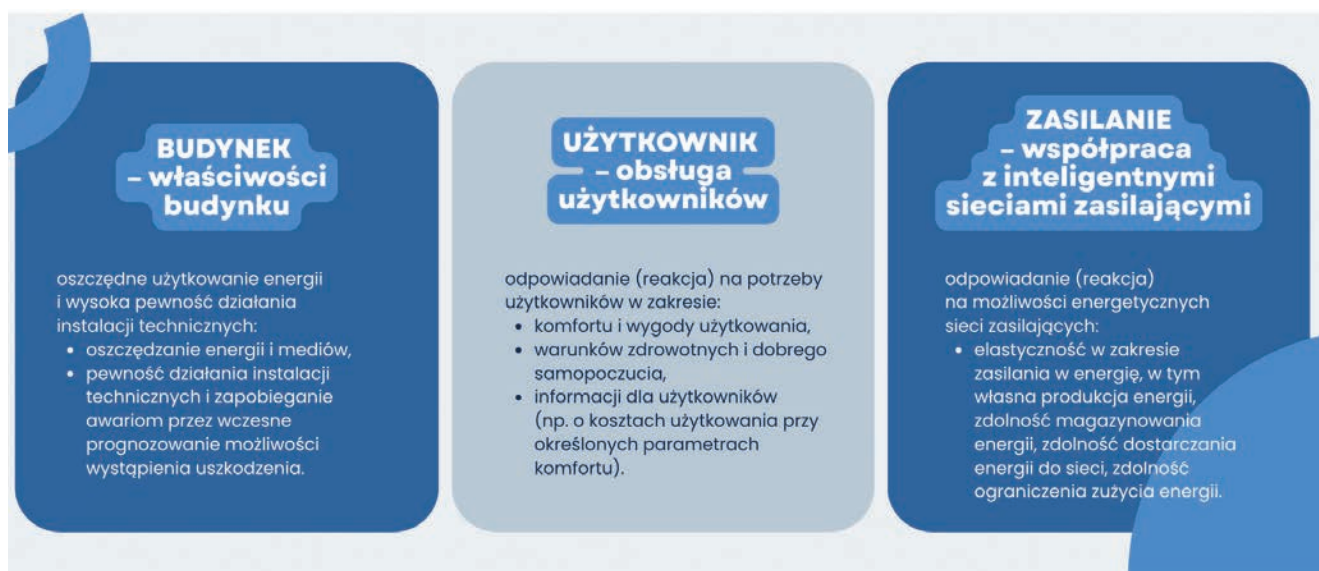 BUDYNEK
– właściwości
budynku
oszczędne użytkowanie energii
i wysoka pewność działania
instalacji technicznych:
• oszczędzanie energii i mediów,
• pewność działania instalacji
technicznych i zapobieganie
awariom przez wczesne
prognozowanie możliwości
wystąpienia uszkodzenia.
UŻYTKOWNIK
– obsługa
użytkowników
odpowiadanie (reakcja) na potrzeby
użytkowników w zakresie:
• komfortu i wygody użytkowania,
• warunków zdrowotnych i dobrego
samopoczucia,
• informacji dla użytkowników
(np. o kosztach użytkowania przy
określonych parametrach
komfortu).
ZASILANIE
– współpraca
z inteligentnymi
sieciami zasilającymi
odpowiadanie (reakcja)
na możliwości energetycznych
sieci zasilających:
• elastyczność w zakresie
zasilania w energię, w tym
własna produkcja energii,
zdolność magazynowania
energii, zdolność dostarczania
energii do sieci, zdolność
ograniczenia zużycia energii.